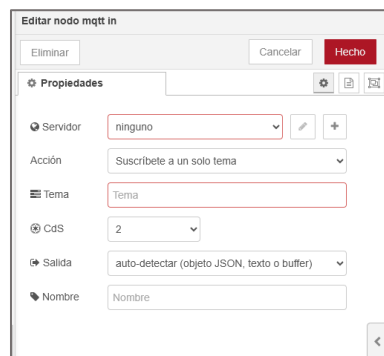 Editar nodo mqtt in
Eliminar
Cancelar
Hecho
Propiedades
Servidor
ninguno
Acción
Suscríbete a un solo tema
Tema
Tema
CdS
2
Salida
auto-detectar (objeto JSON, texto o buffer)
Nombre
Nombre